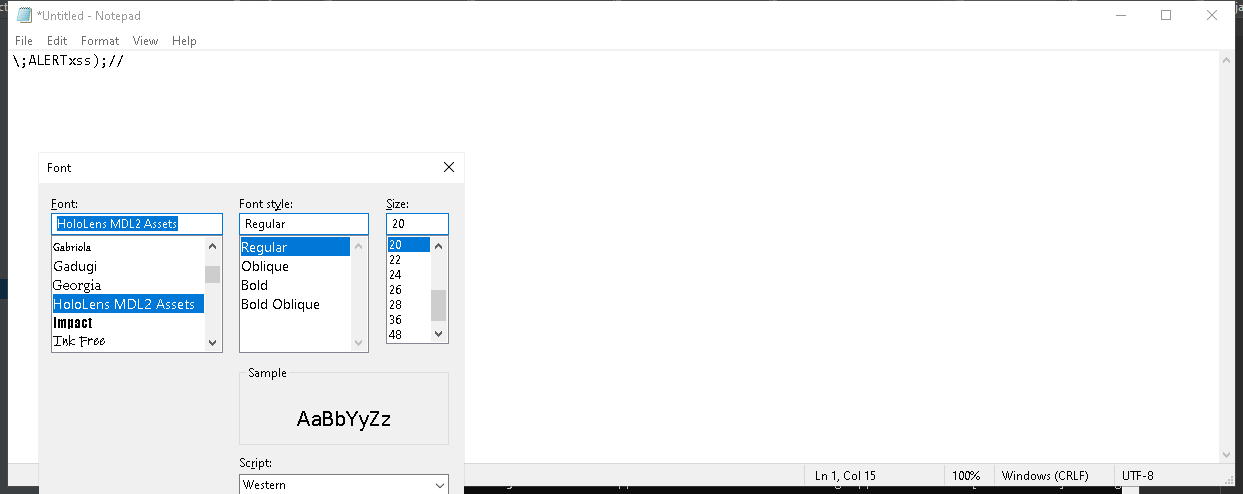 *Untitled - Notepad
File Edit Format View Help
\;ALERTxss);//
Font
Font: Font style: Size:
HoloLens MDL2 Assets Regular 20
Gabriola Regular 20
Gadugi Oblique 22
Georgia Bold 24
HoloLens MDL2 Assets Bold Oblique 26
Impact 28
Ink Free 36
48
Sample
AaBbYyZz
Script:
Western
Ln 1, Col 15 100% Windows (CRLF) UTF-8